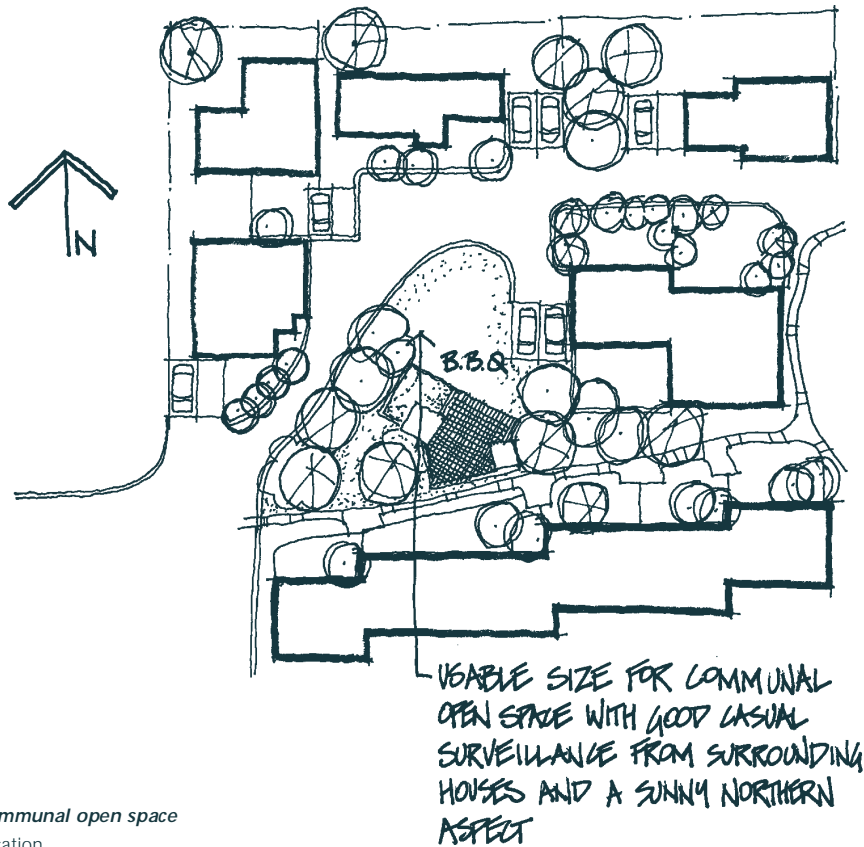 N
B.B.Q
USABLE SIZE FOR COMMUNAL
OPEN SPACE WITH GOOD CASUAL
SURVEILLANCE FROM SURROUNDING
HOUSES AND A SUNNY NORTHERN
ASPECT
mmunal open space